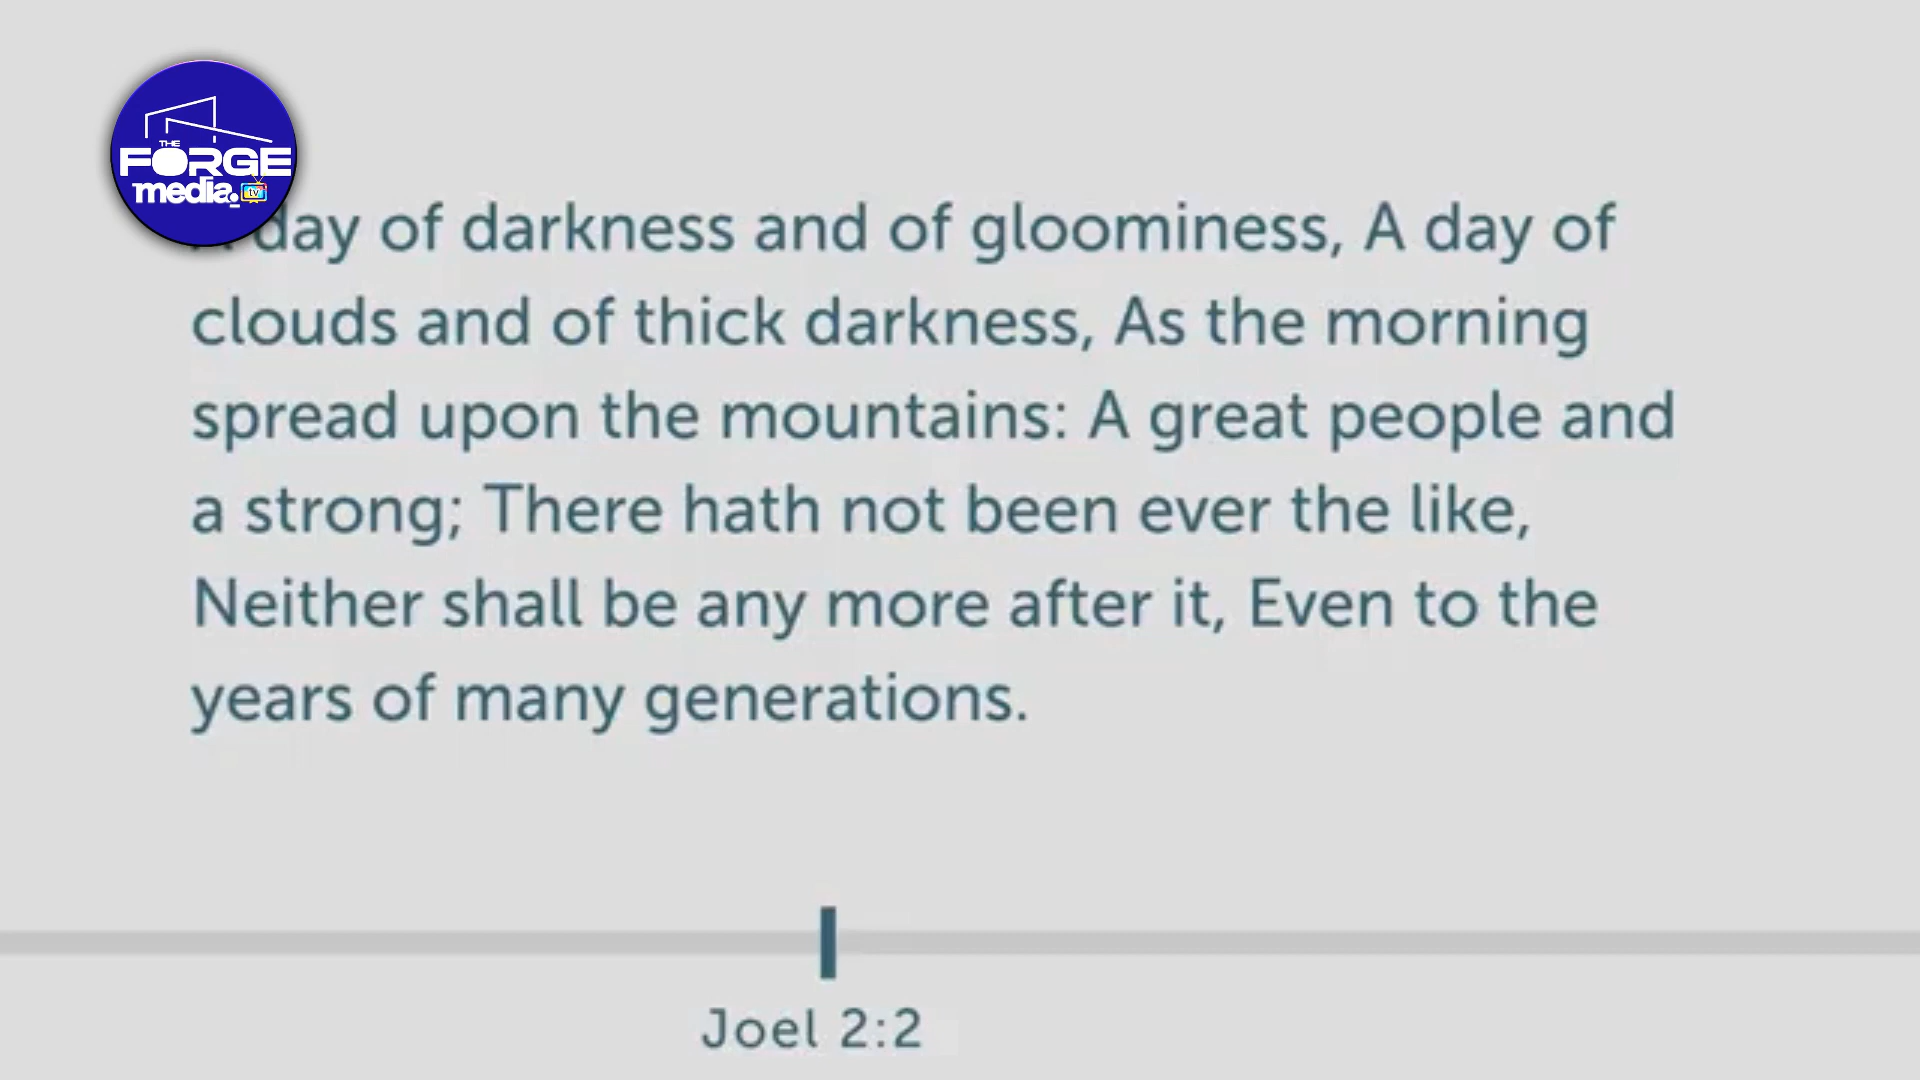 THE
FORGE
media.
tv
day of darkness and of gloominess, A day of
clouds and of thick darkness, As the morning
spread upon the mountains: A great people and
a strong; There hath not been ever the like,
Neither shall be any more after it, Even to the
years of many generations.
Joel 2:2